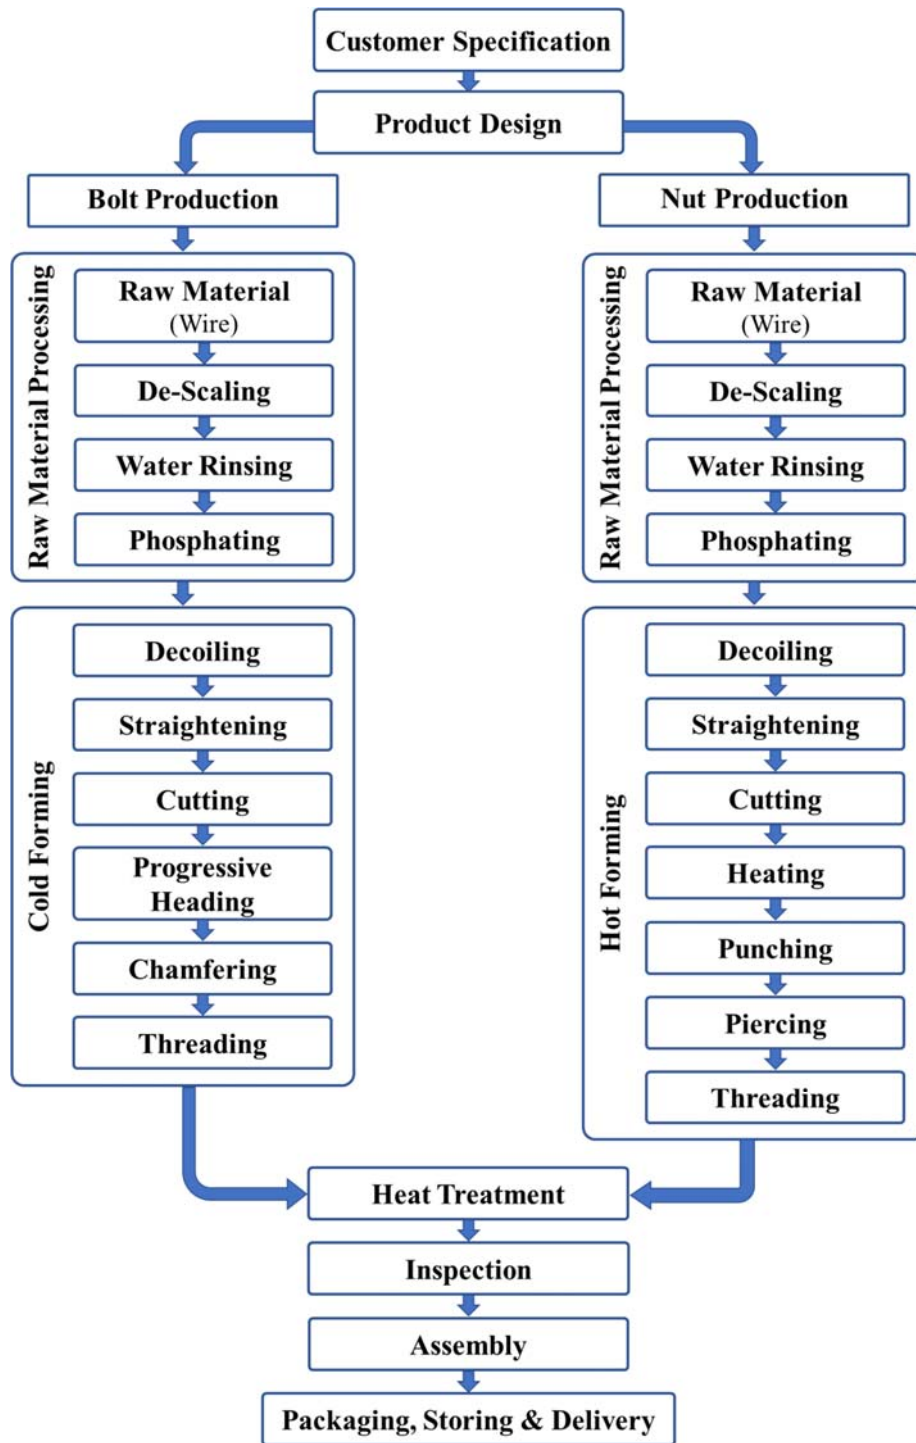 Customer Specification
Product Design
Bolt Production
Raw Material Processing
Raw Material
(Wire)
De-Scaling
Water Rinsing
Phosphating
Cold Forming
Decoiling
Straightening
Cutting
Progressive
Heading
Chamfering
Threading
Nut Production
Raw Material Processing
Raw Material
(Wire)
De-Scaling
Water Rinsing
Phosphating
Hot Forming
Decoiling
Straightening
Cutting
Heating
Punching
Piercing
Threading
Heat Treatment
Inspection
Assembly
Packaging, Storing & Delivery